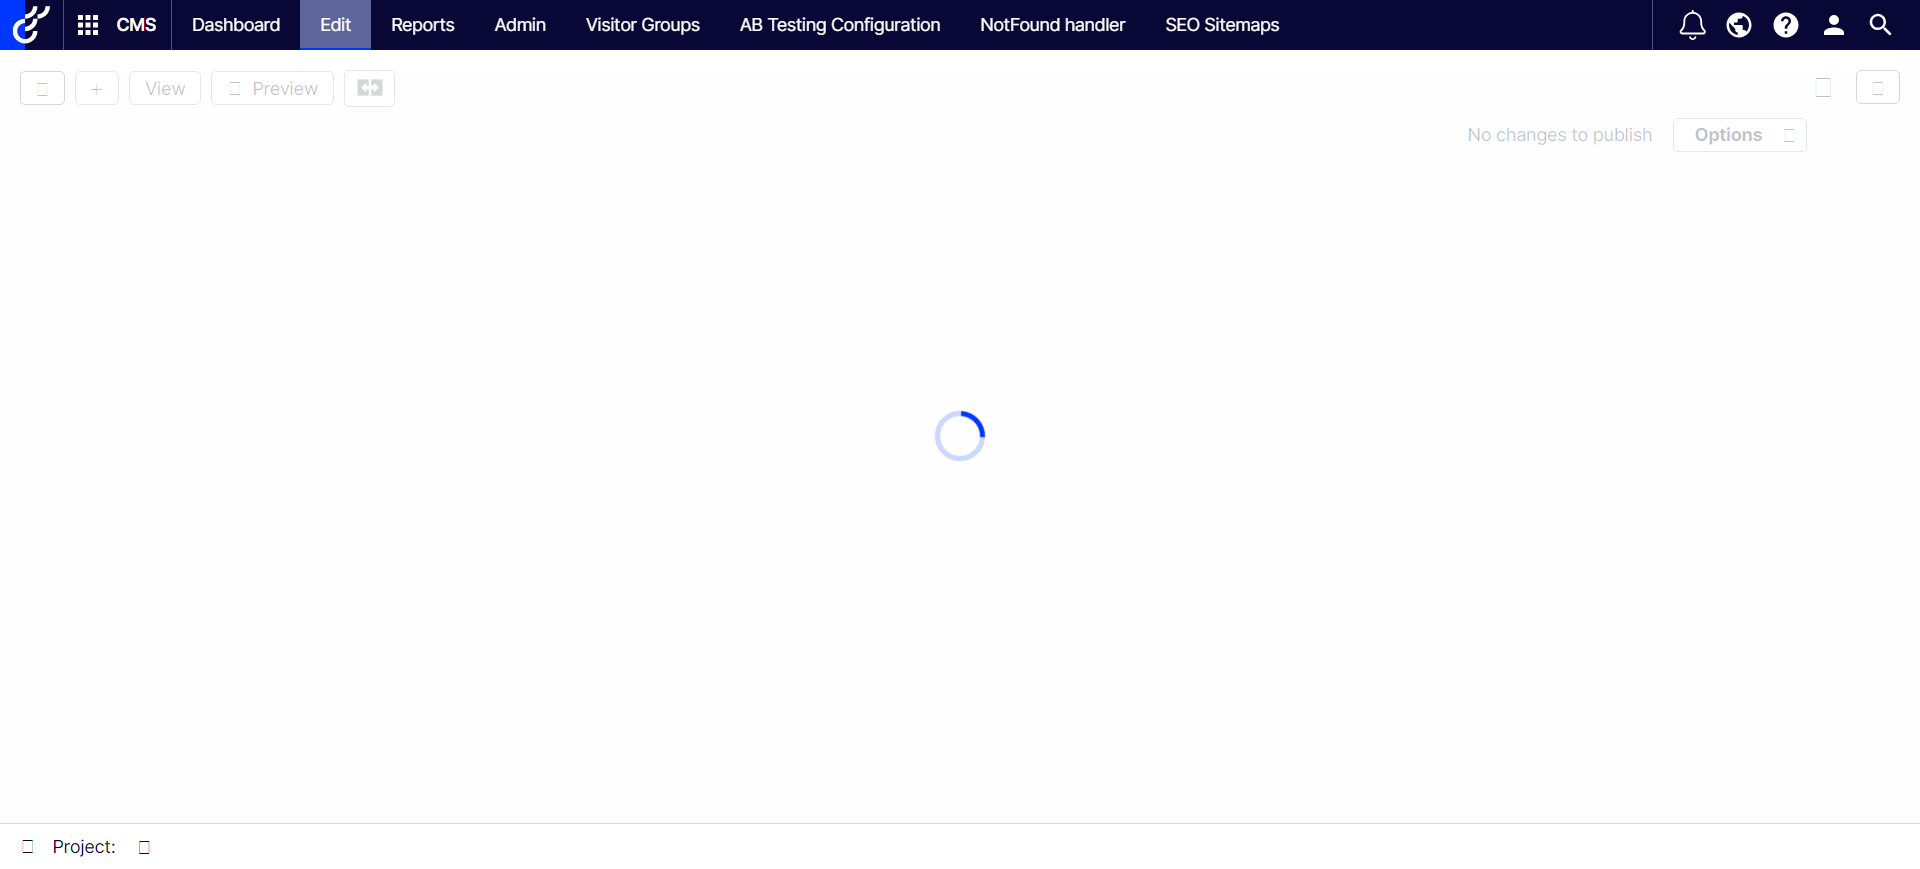 CMS Dashboard Edit Reports Admin Visitor Groups AB Testing Configuration NotFound handler SEO Sitemaps
+ View Preview
No changes to publish Options
Project: